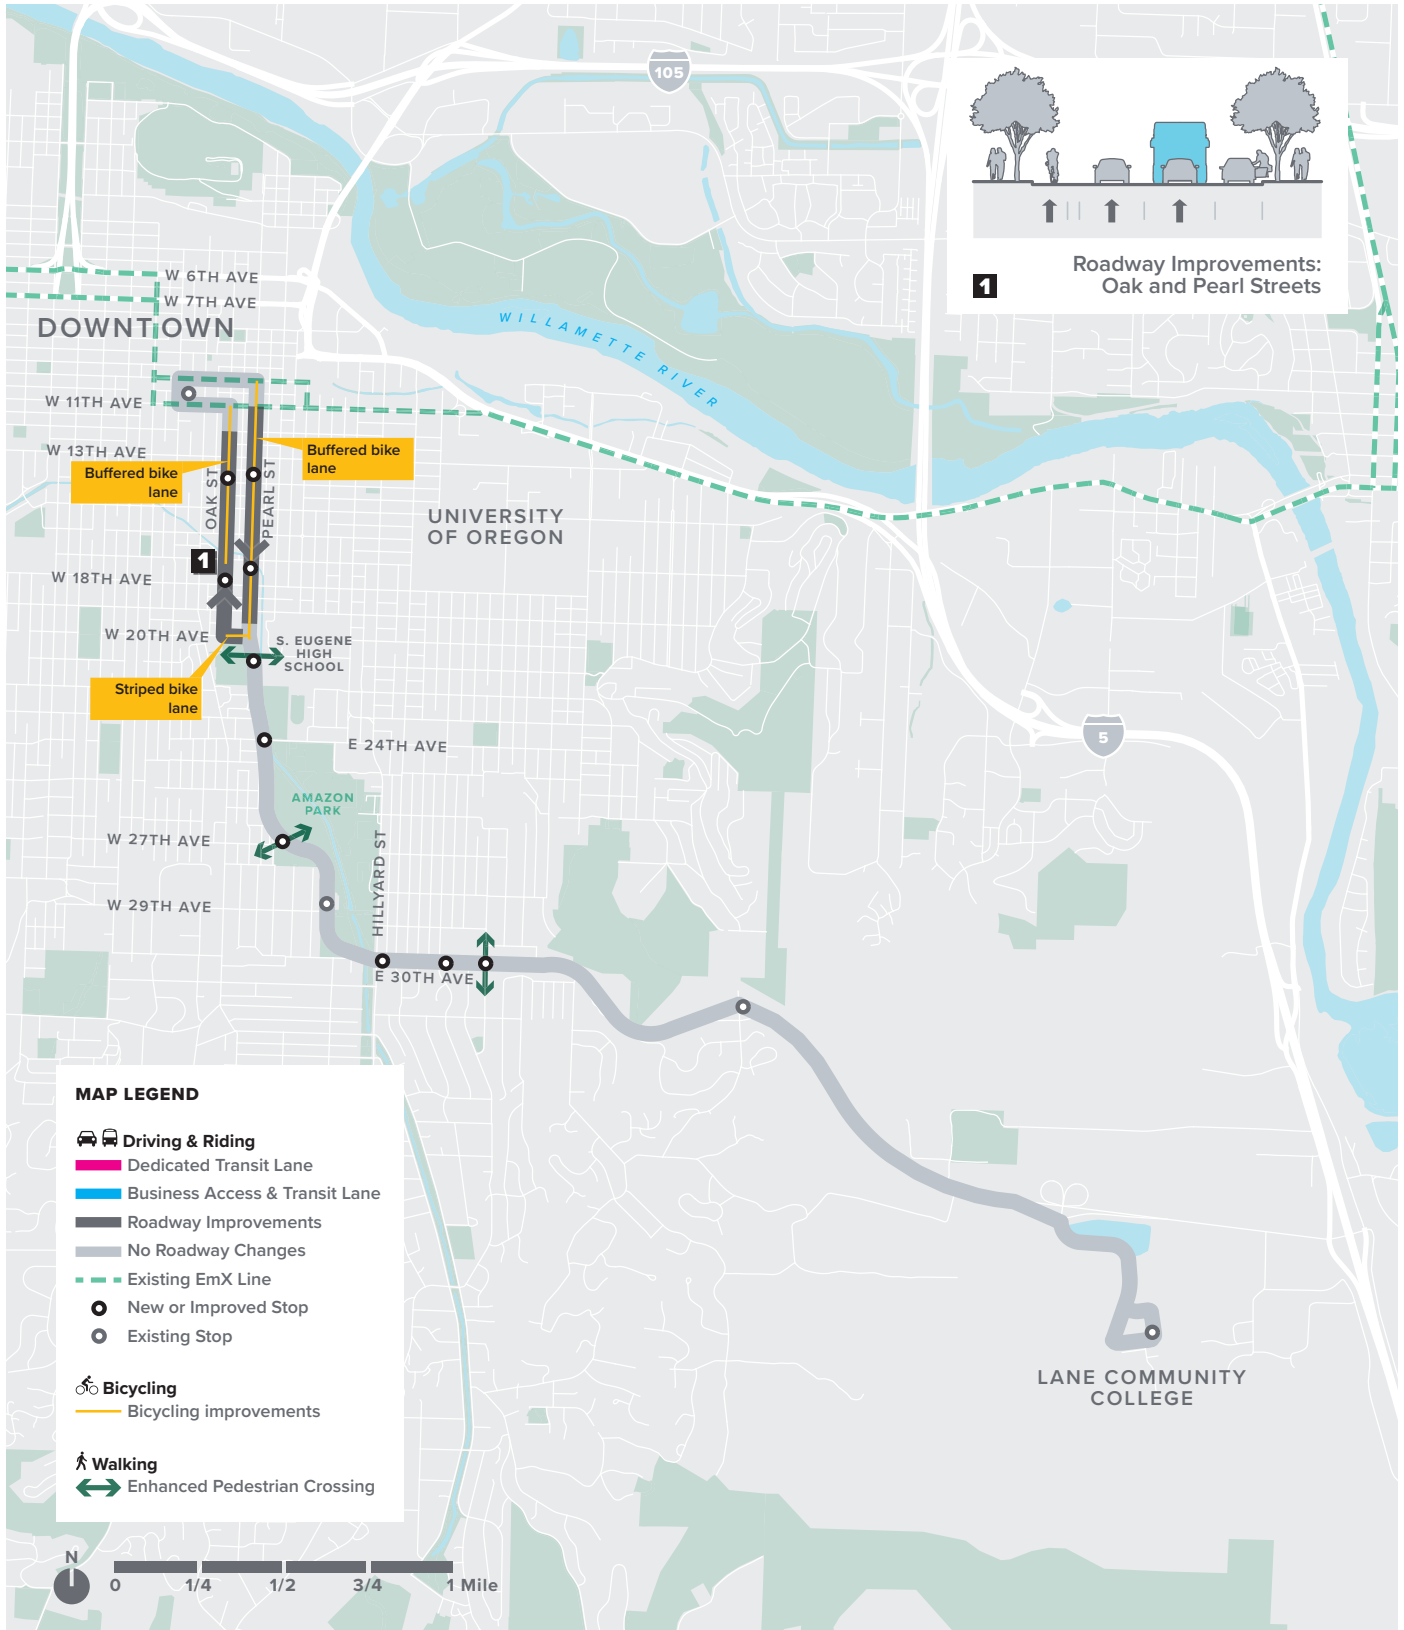 105
Roadway Improvements:
1 Oak and Pearl Streets
W 6TH AVE
W 7TH AVE
DOWNTOWN
WILLAMETTE RIVER
W 11TH AVE
W 13TH AVE
Buffered bike
lane
Buffered bike
lane
OAK ST
PEARL ST
UNIVERSITY
OF OREGON
1
W 18TH AVE
W 20TH AVE
S. EUGENE
HIGH
SCHOOL
Striped bike
lane
5
E 24TH AVE
AMAZON
PARK
W 27TH AVE
HILLYARD ST
W 29TH AVE
E 30TH AVE
MAP LEGEND
Driving & Riding
Dedicated Transit Lane
Business Access & Transit Lane
Roadway Improvements
No Roadway Changes
Existing EmX Line
New or Improved Stop
Existing Stop
Bicycling
Bicycling improvements
Walking
Enhanced Pedestrian Crossing
LANE COMMUNITY
COLLEGE
N
0 1/4 1/2 3/4 1 Mile